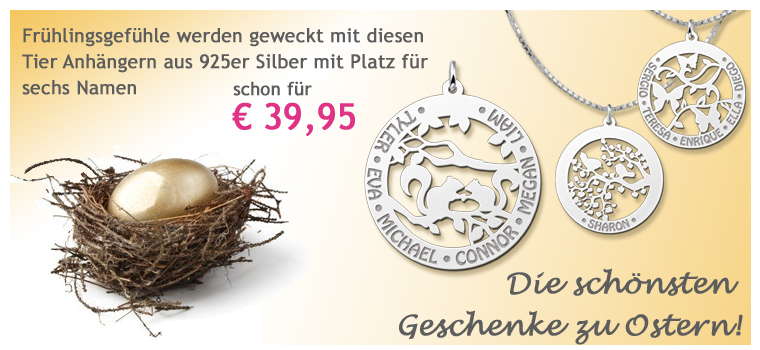 Frühlingsgefühle werden geweckt mit diesen
Tier Anhängern aus 925er Silber mit Platz für
sechs Namen
schon für
€ 39,95
TYLER • EVA • MICHAEL • CONNOR • MEGAN • LIAM
• SHARON •
SERGIO • TERESA • ENRIQUE • ELLA • DIEGO •
Die schönsten
Geschenke zu Ostern!